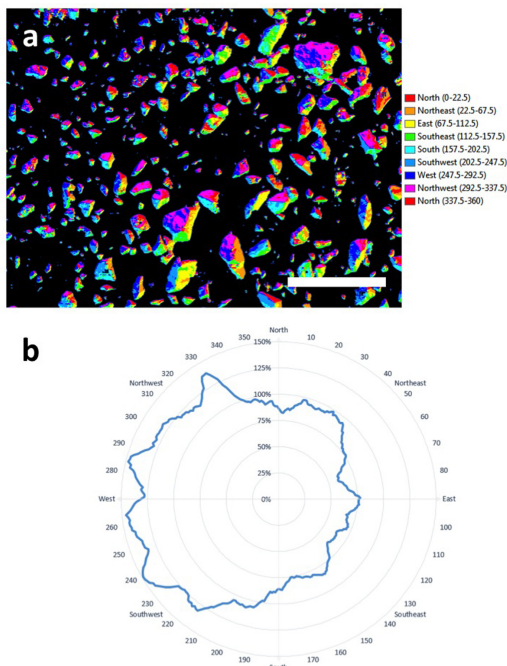 a
North (0-22.5)
Northeast (22.5-67.5)
East (67.5-112.5)
Southeast (112.5-157.5)
South (157.5-202.5)
Southwest (202.5-247.5)
West (247.5-292.5)
Northwest (292.5-337.5)
North (337.5-360)
b
North
350 150% 10
340 20
330 125% 30
320 40
Northwest 100% Northeast
310 50
300 75% 60
290 50% 70
280 25% 80
West 0% East
260 100
250 110
240 120
230 130
Southwest Southeast
220 140
210 150
200 160
190 170